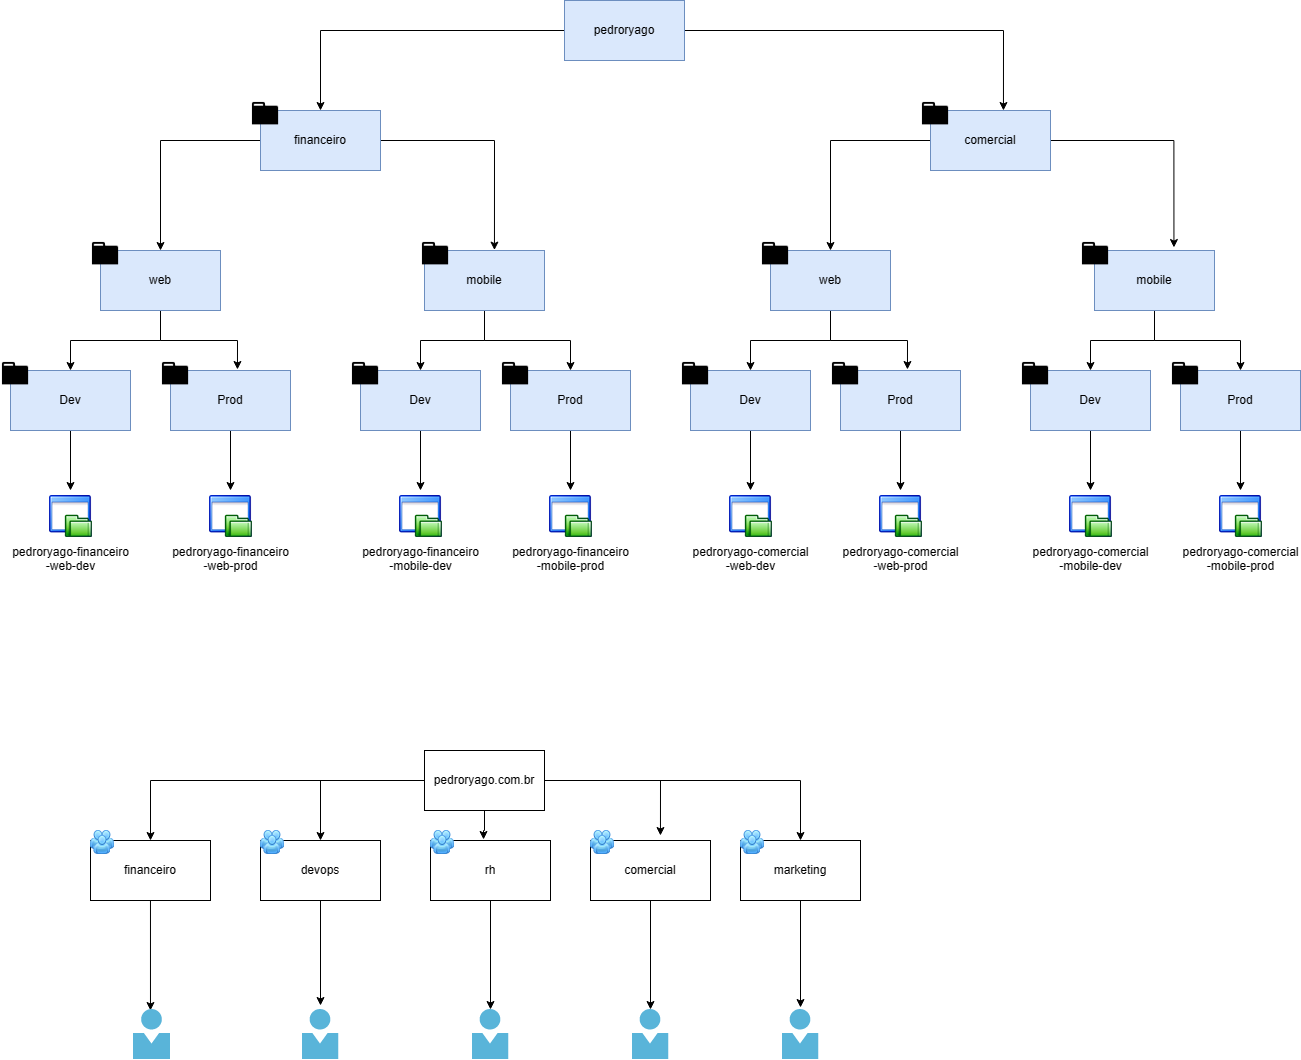 pedroryago
financeiro
comercial
web
mobile
web
mobile
Dev
Prod
Dev
Prod
Dev
Prod
Dev
Prod
pedroryago-financeiro
-web-dev
pedroryago-financeiro
-web-prod
pedroryago-financeiro
-mobile-dev
pedroryago-financeiro
-mobile-prod
pedroryago-comercial
-web-dev
pedroryago-comercial
-web-prod
pedroryago-comercial
-mobile-dev
pedroryago-comercial
-mobile-prod
pedroryago.com.br
financeiro
devops
rh
comercial
marketing